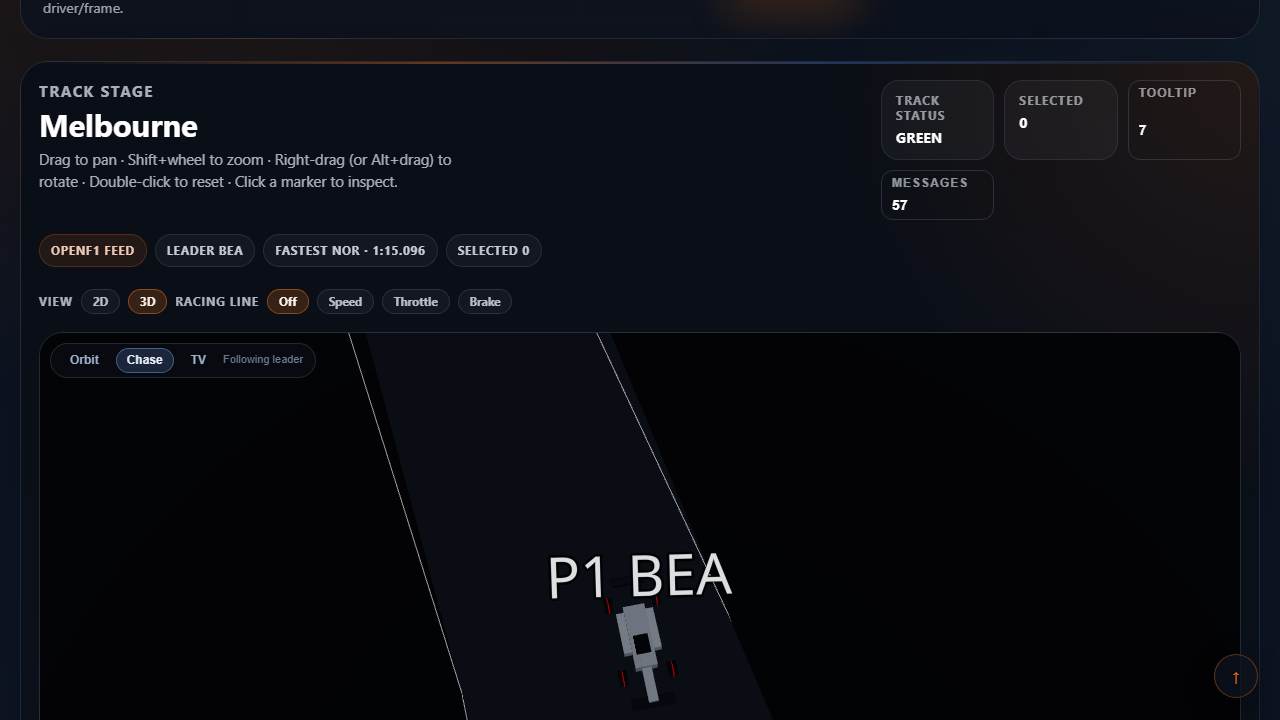 driver/frame.
TRACK STAGE
Melbourne
Drag to pan · Shift+wheel to zoom · Right-drag (or Alt+drag) to
rotate · Double-click to reset · Click a marker to inspect.
TRACK
STATUS
GREEN
SELECTED
0
TOOLTIP
7
MESSAGES
57
OPENF1 FEED
LEADER BEA
FASTEST NOR · 1:15.096
SELECTED 0
VIEW 2D 3D RACING LINE Off Speed Throttle Brake
Orbit Chase TV Following leader
P1 BEA
↑